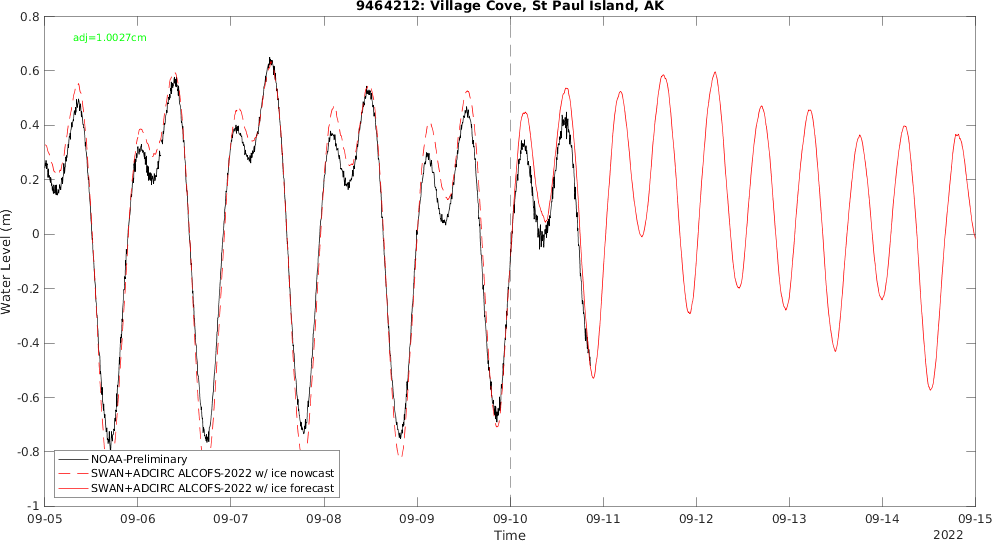 9464212: Village Cove, St Paul Island, AK
adj=1.0027cm
0.8
0.6
0.4
0.2
0
-0.2
-0.4
-0.6
-0.8
-1
Water Level (m)
NOAA-Preliminary
SWAN+ADCIRC ALCOFS-2022 w/ ice nowcast
SWAN+ADCIRC ALCOFS-2022 w/ ice forecast
09-05 09-06 09-07 09-08 09-09 09-10 09-11 09-12 09-13 09-14 09-15
Time
2022